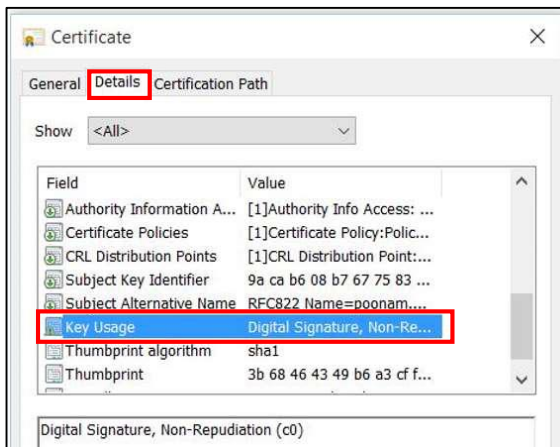 Certificate
General Details Certification Path
Show <All>
Field Value
Authority Information A... [1]Authority Info Access: ...
Certificate Policies [1]Certificate Policy:Polic...
CRL Distribution Points [1]CRL Distribution Point:...
Subject Key Identifier 9a ca b6 08 b7 67 75 83 ...
Subject Alternative Name RFC822 Name=poonam....
Key Usage Digital Signature, Non-Re...
Thumbprint algorithm sha1
Thumbprint 3b 68 46 43 49 b6 a3 cf f...
Digital Signature, Non-Repudiation (c0)